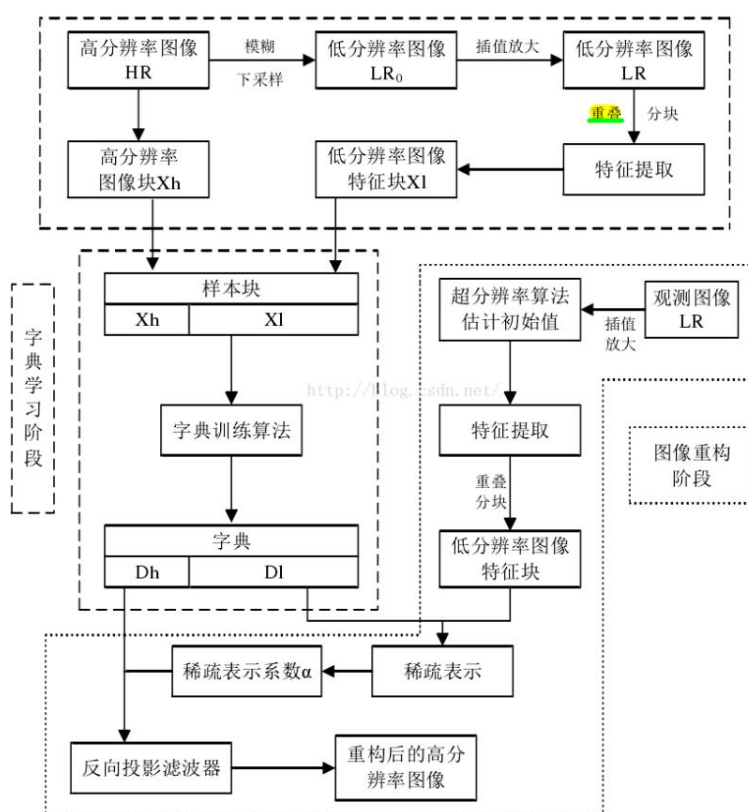 高分辨率图像
HR
模糊
下采样
低分辨率图像
LR₀
插值放大
低分辨率图像
LR
重叠 分块
高分辨率
图像块Xh
低分辨率图像
特征块Xl
特征提取
字典学习阶段
样本块
Xh Xl
超分辨率算法
估计初始值
插值
放大
观测图像
LR
http://blog.csdn.net/
字典训练算法
特征提取
图像重构
阶段
重叠
分块
字典
Dh Dl
低分辨率图像
特征块
稀疏表示系数α
稀疏表示
反向投影滤波器
重构后的高分
辨率图像